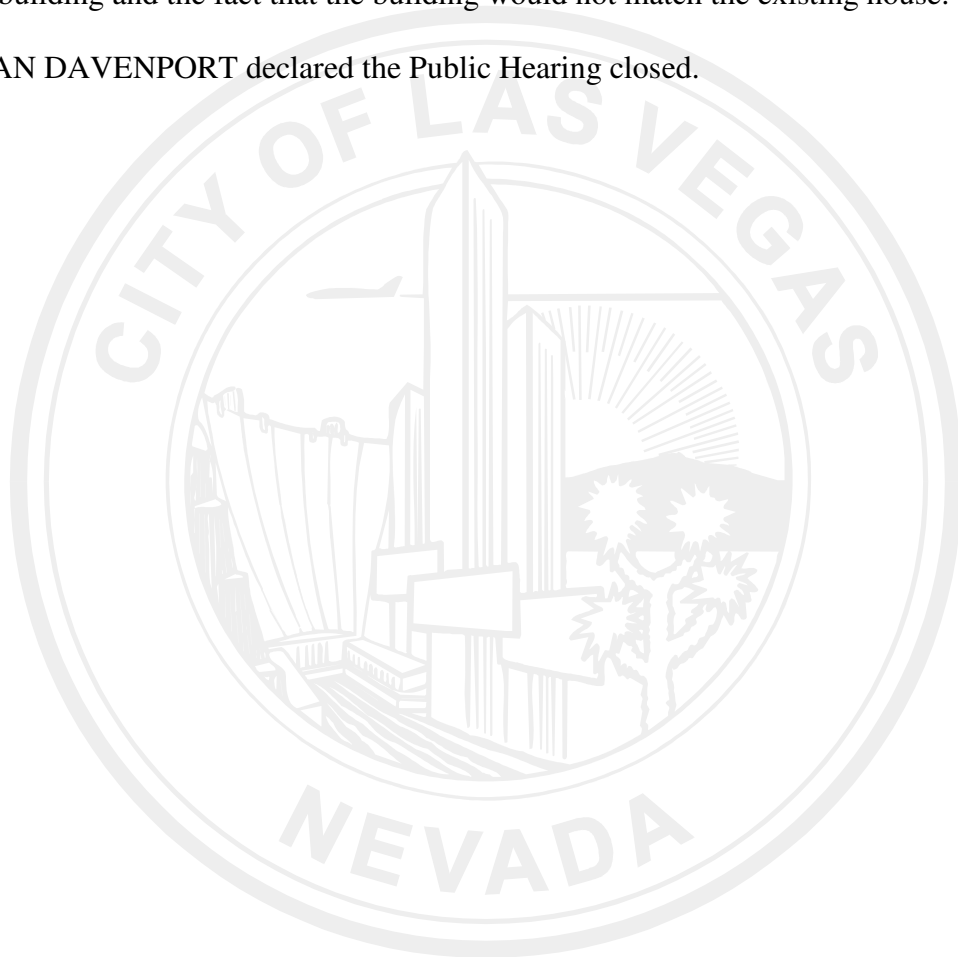 building and the fact that the building would not match the existing house.
AN DAVENPORT declared the Public Hearing closed.
CITY OF LAS VEGAS
NEVADA